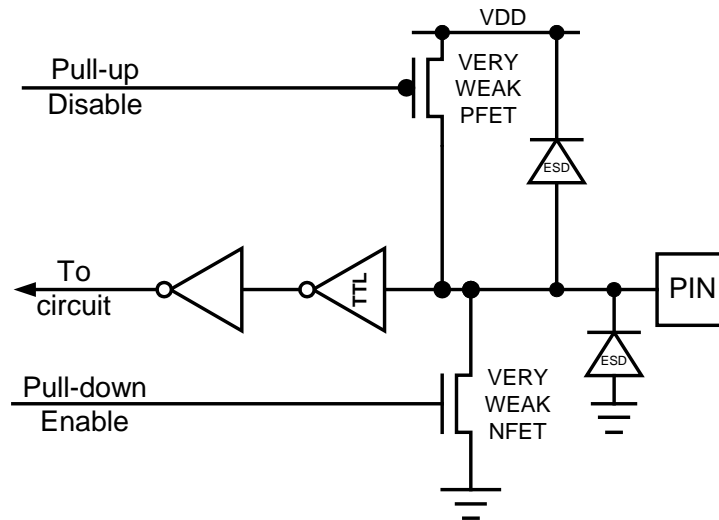 VDD
Pull-up
Disable
VERY
WEAK
PFET
ESD
To
circuit
TTL
PIN
ESD
Pull-down
Enable
VERY
WEAK
NFET